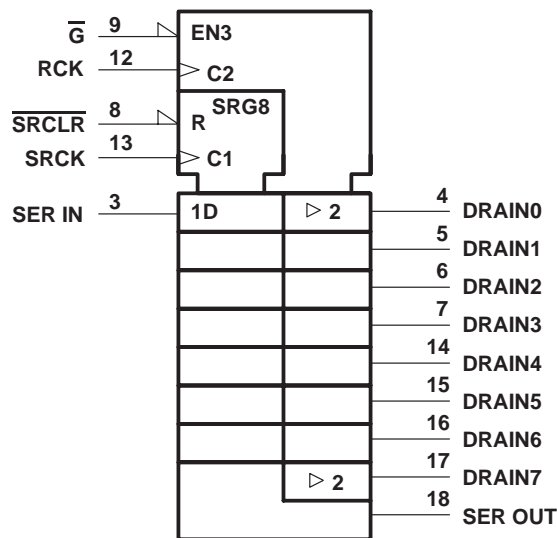 G 9 EN3
RCK 12 C2
SRG8
SRCLR 8 R
SRCK 13 C1
SER IN 3 1D 2 4 DRAIN0
5 DRAIN1
6 DRAIN2
7 DRAIN3
14 DRAIN4
15 DRAIN5
16 DRAIN6
2 17 DRAIN7
18 SER OUT